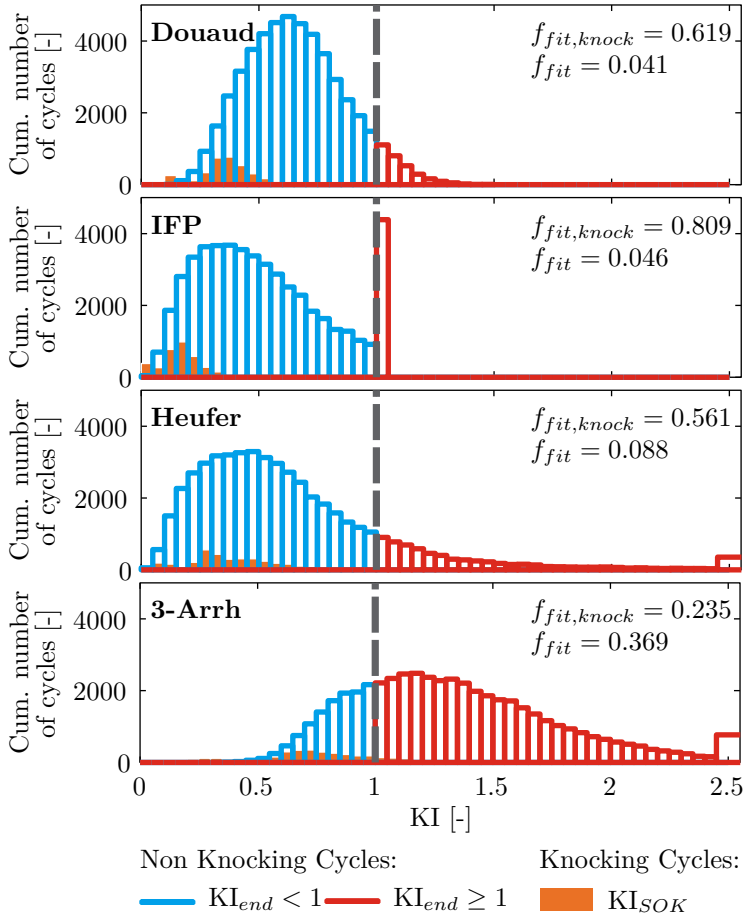 Douaud
f_{fit,knock} = 0.619
f_{fit} = 0.041
Cum. number
of cycles [-]
4000
2000
0
IFP
f_{fit,knock} = 0.809
f_{fit} = 0.046
Cum. number
of cycles [-]
4000
2000
0
Heufer
f_{fit,knock} = 0.561
f_{fit} = 0.088
Cum. number
of cycles [-]
4000
2000
0
3-Arrh
f_{fit,knock} = 0.235
f_{fit} = 0.369
Cum. number
of cycles [-]
4000
2000
0
0 0.5 1 1.5 2 2.5
KI [-]
Non Knocking Cycles: Knocking Cycles:
KI_{end} < 1 KI_{end} ≥ 1 KI_{SOK}